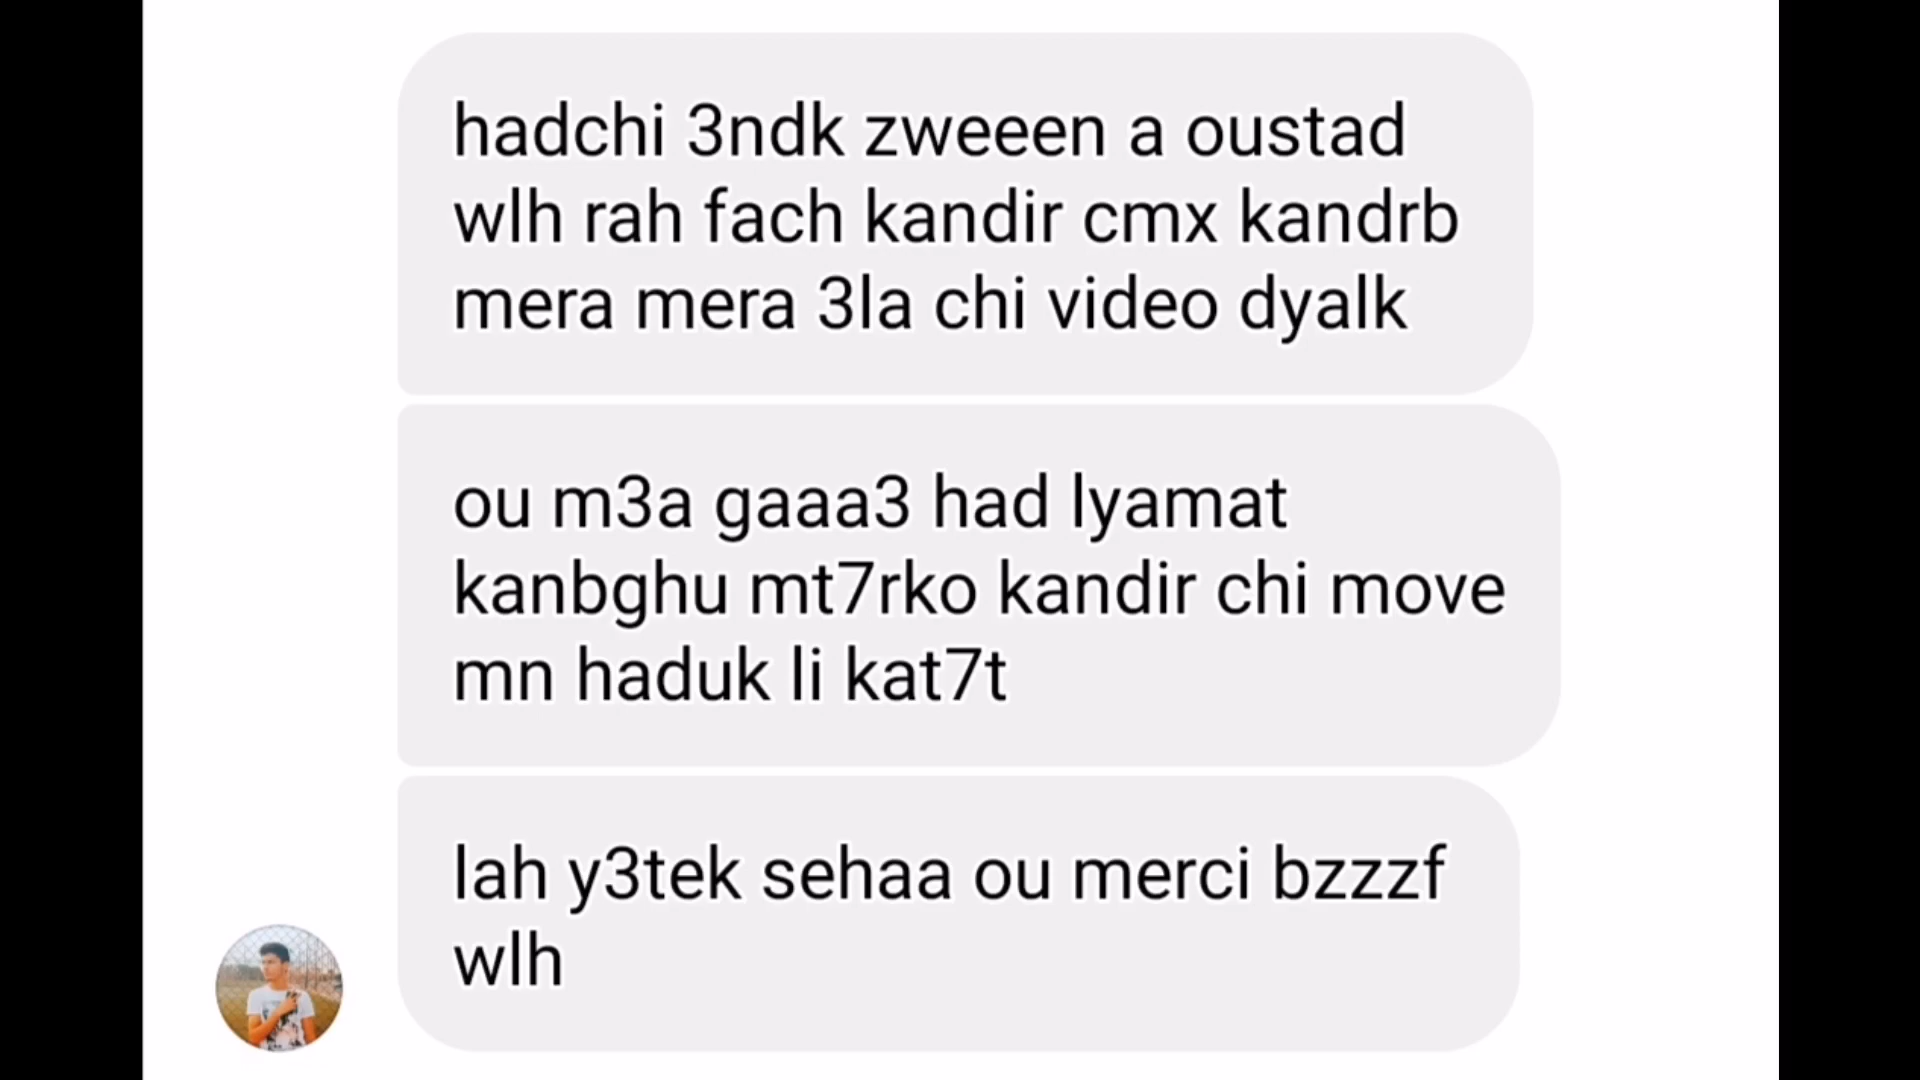 hadchi 3ndk zweeen a oustad
wlh rah fach kandir cmx kandrb
mera mera 3la chi video dyalk
ou m3a gaaa3 had lyamat
kanbghu mt7rko kandir chi move
mn haduk li kat7t
lah y3tek sehaa ou merci bzzzf
wlh